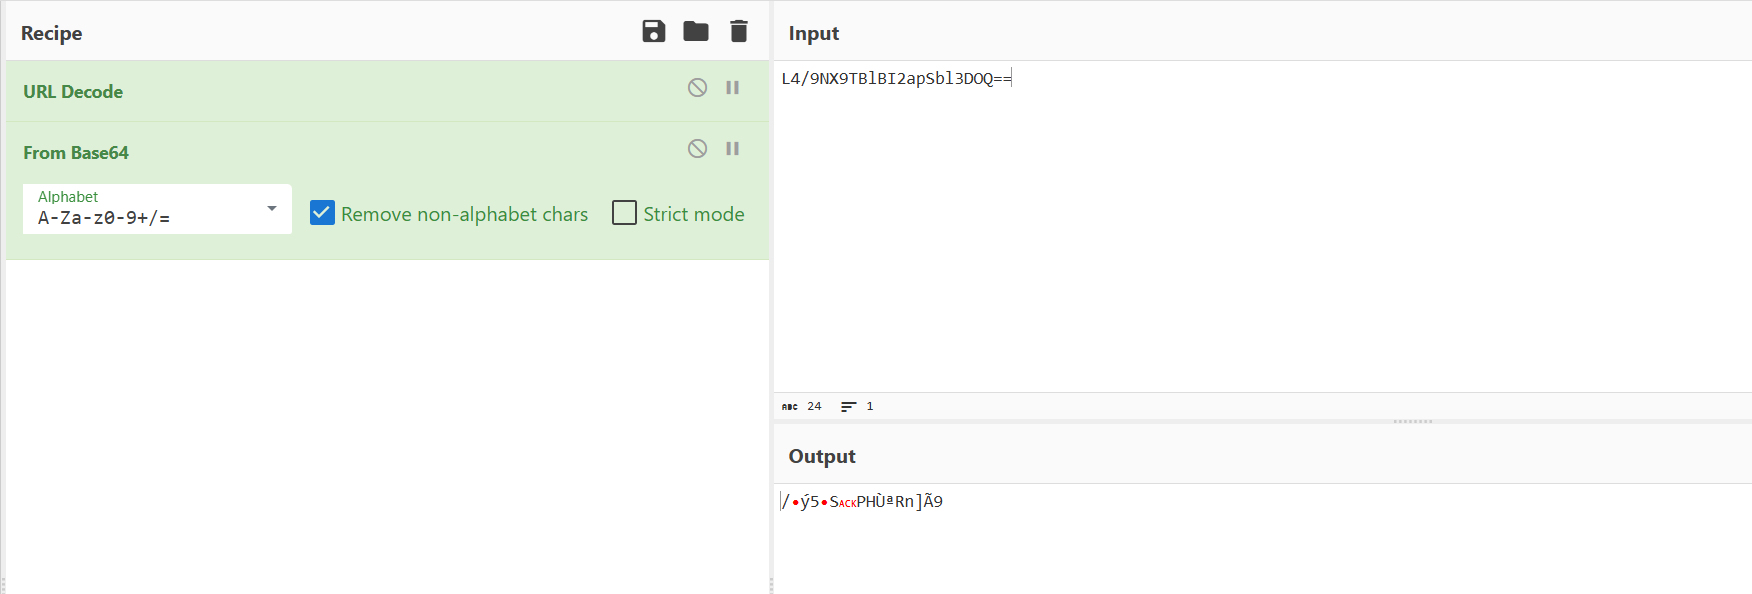 Recipe
URL Decode
From Base64
Alphabet
A-Za-z0-9+/=
Remove non-alphabet chars
Strict mode
Input
L4/9NX9TBlBI2apSbl3DOQ==
ABC 24 1
Output
/•ý5•SACKPHÙªRn]Ã9